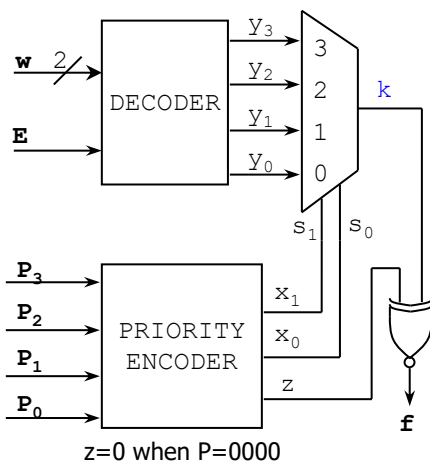 y3
3
w
2
y2
2
DECODER
k
y1
1
E
y0
0
s1
s0
P3
x1
P2
PRIORITY
x0
ENCODER
P1
z
P0
f
z=0 when P=0000